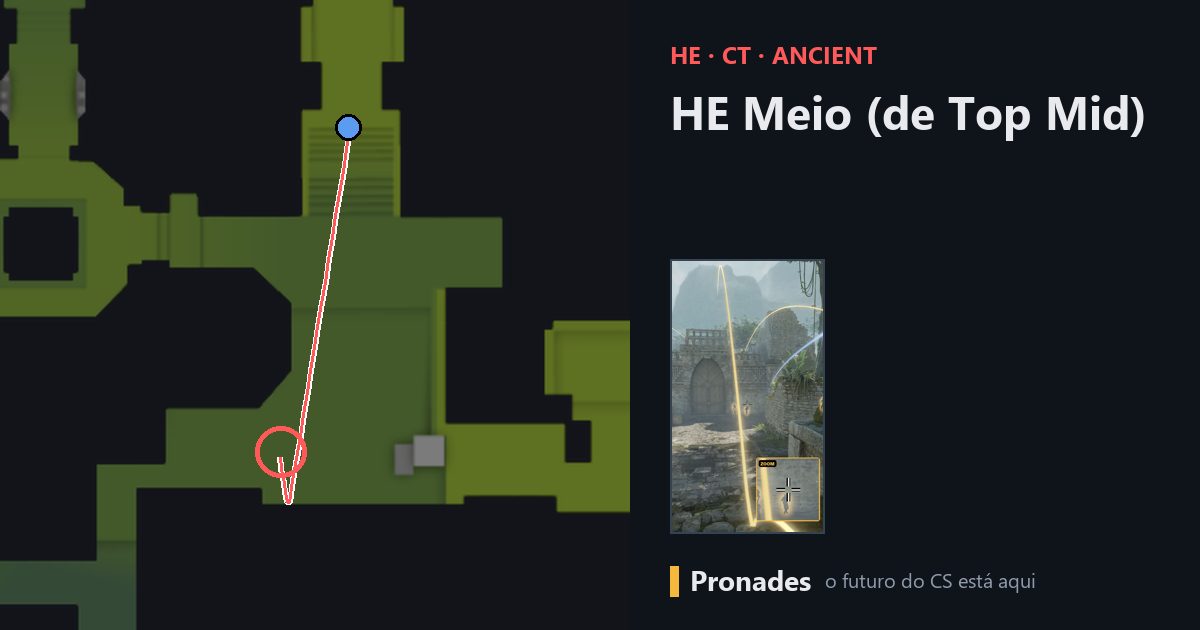 HE · CT · ANCIENT
HE Meio (de Top Mid)
ZOOM
Pronades o futuro do CS está aqui